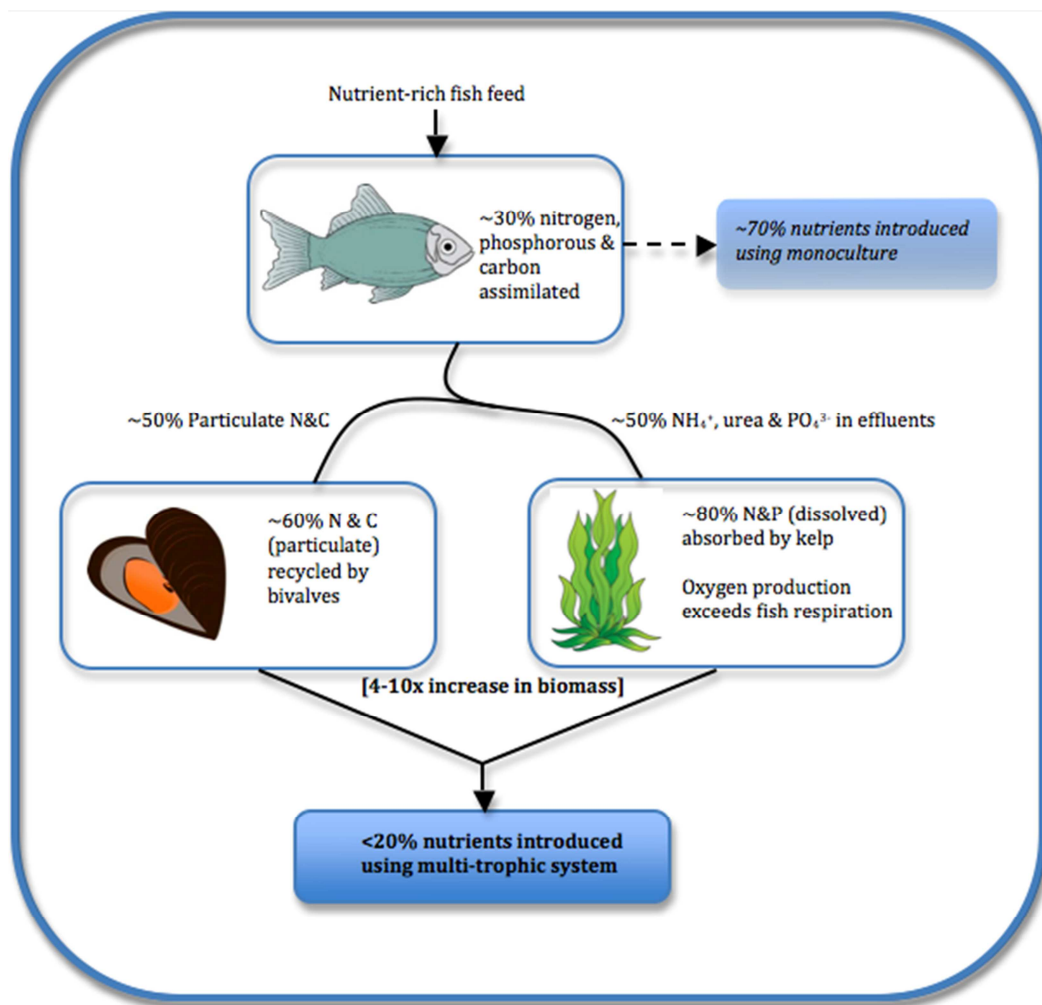 Nutrient-rich fish feed
~30% nitrogen,
phosphorous &
carbon
assimilated
~70% nutrients introduced
using monoculture
~50% Particulate N&C
~50% NH₄⁺, urea & PO₄³⁻ in effluents
~60% N & C
(particulate)
recycled by
bivalves
~80% N&P (dissolved)
absorbed by kelp
Oxygen production
exceeds fish respiration
[4-10x increase in biomass]
<20% nutrients introduced
using multi-trophic system